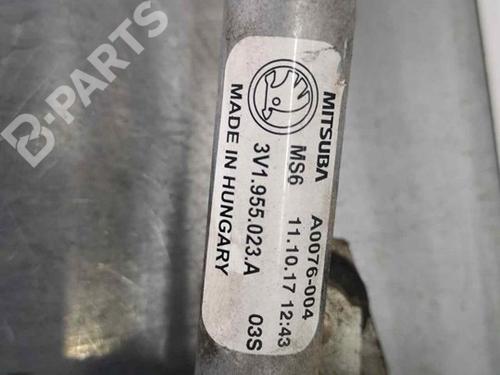 B-PARTS
MITSUBA
A0076-004
MS6
11.10.17 12:43
3V1.955.023.A
MADE IN HUNGARY
03S